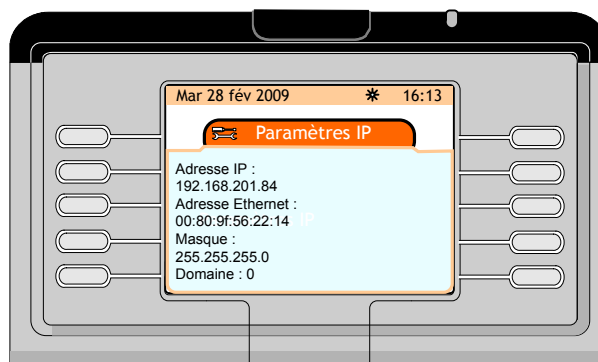 Mar 28 fév 2009 ☀ 16:13
Paramètres IP
Adresse IP :
192.168.201.84
Adresse Ethernet :
00:80:9f:56:22:14 IP
Masque :
255.255.255.0
Domaine : 0